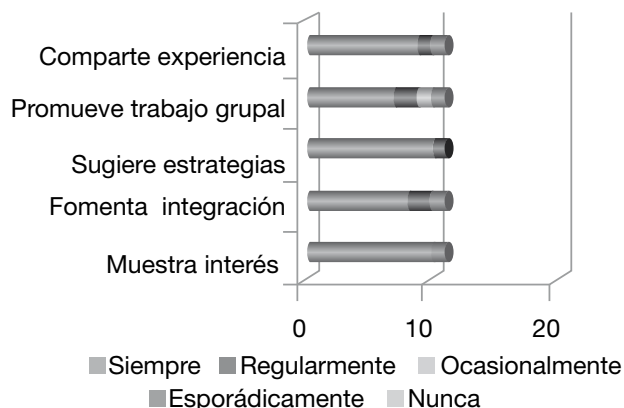 Comparte experiencia
Promueve trabajo grupal
Sugiere estrategias
Fomenta integración
Muestra interés
0 10 20
Siempre Regularmente Ocasionalmente
Esporádicamente Nunca